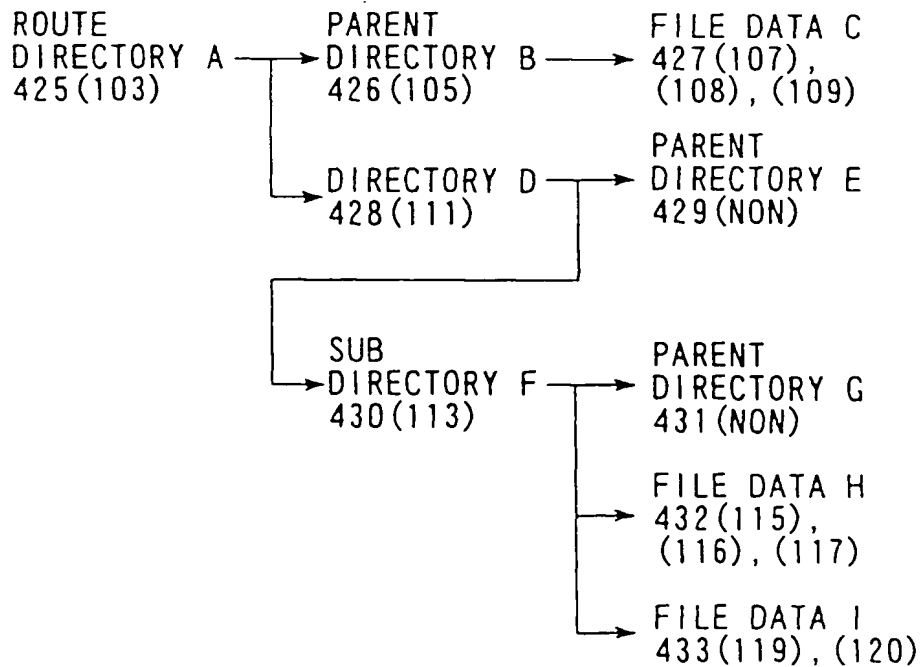 ROUTE
DIRECTORY A
425(103)
PARENT
DIRECTORY B
426(105)
FILE DATA C
427(107),
(108), (109)
DIRECTORY D
428(111)
PARENT
DIRECTORY E
429(NON)
SUB
DIRECTORY F
430(113)
PARENT
DIRECTORY G
431(NON)
FILE DATA H
432(115),
(116), (117)
FILE DATA I
433(119), (120)